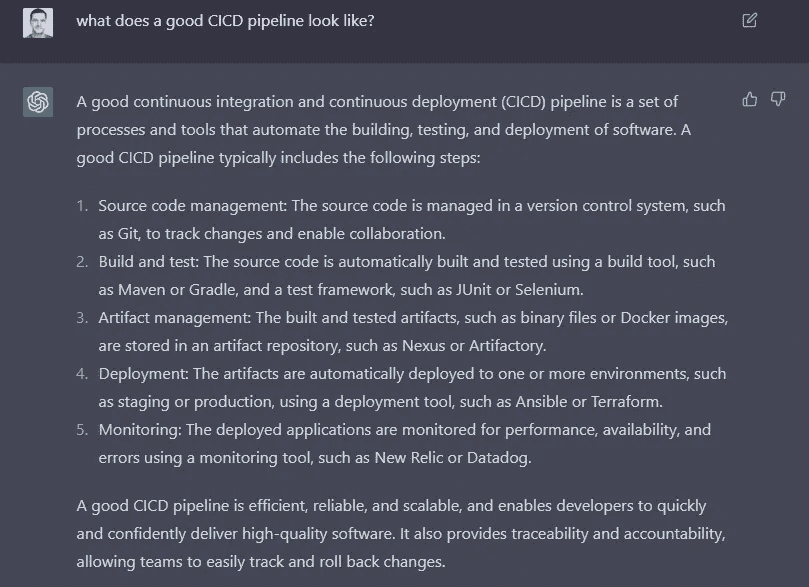 what does a good CICD pipeline look like?
A good continuous integration and continuous deployment (CICD) pipeline is a set of
processes and tools that automate the building, testing, and deployment of software. A
good CICD pipeline typically includes the following steps:
1. Source code management: The source code is managed in a version control system, such
as Git, to track changes and enable collaboration.
2. Build and test: The source code is automatically built and tested using a build tool, such
as Maven or Gradle, and a test framework, such as JUnit or Selenium.
3. Artifact management: The built and tested artifacts, such as binary files or Docker images,
are stored in an artifact repository, such as Nexus or Artifactory.
4. Deployment: The artifacts are automatically deployed to one or more environments, such
as staging or production, using a deployment tool, such as Ansible or Terraform.
5. Monitoring: The deployed applications are monitored for performance, availability, and
errors using a monitoring tool, such as New Relic or Datadog.
A good CICD pipeline is efficient, reliable, and scalable, and enables developers to quickly
and confidently deliver high-quality software. It also provides traceability and accountability,
allowing teams to easily track and roll back changes.